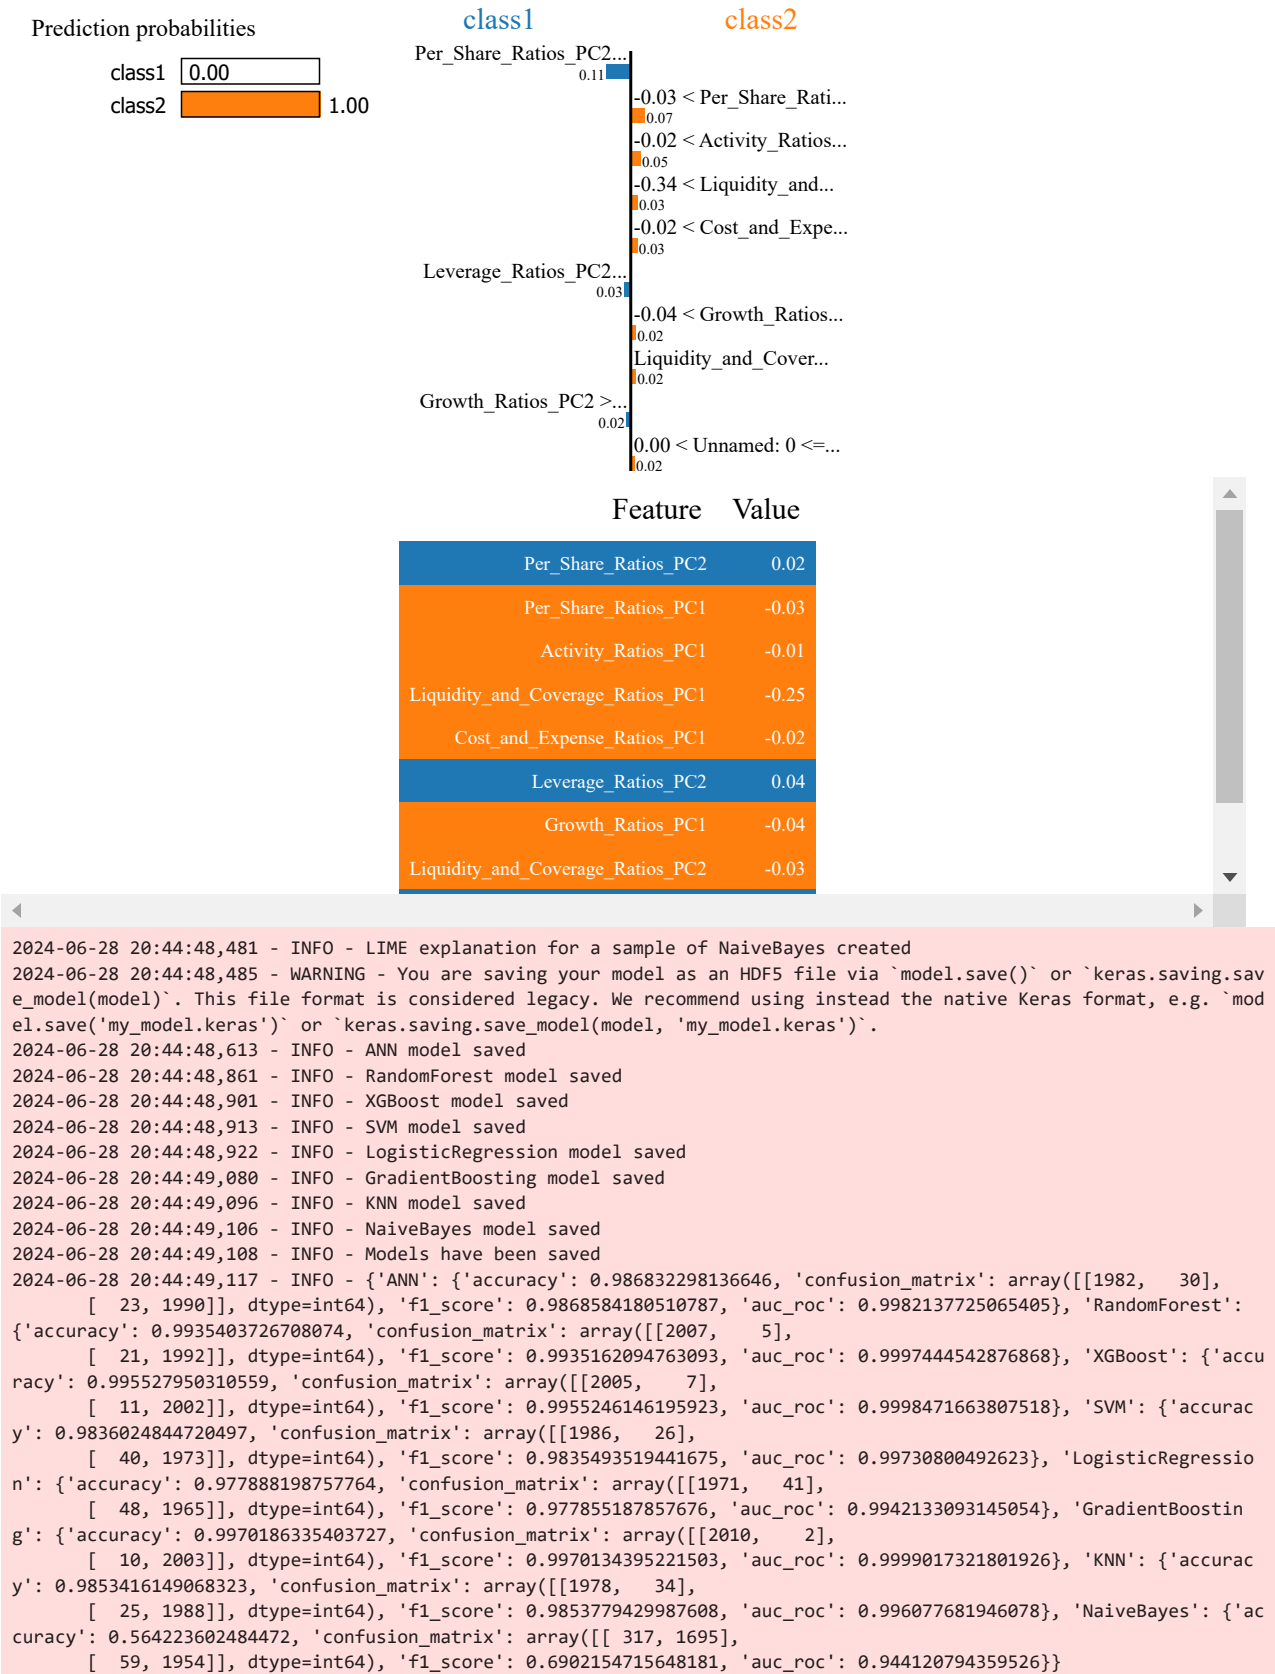 Prediction probabilities
class1 0.00
class2 1.00
class1 class2
Per_Share_Ratios_PC2...
0.11
-0.03 < Per_Share_Rati...
0.07
-0.02 < Activity_Ratios...
0.05
-0.34 < Liquidity_and...
0.03
-0.02 < Cost_and_Expe...
0.03
Leverage_Ratios_PC2...
0.03
-0.04 < Growth_Ratios...
0.02
Liquidity_and_Cover...
0.02
Growth_Ratios_PC2 >...
0.02
0.00 < Unnamed: 0 <=...
0.02
Feature Value
Per_Share_Ratios_PC2 0.02
Per_Share_Ratios_PC1 -0.03
Activity_Ratios_PC1 -0.01
Liquidity_and_Coverage_Ratios_PC1 -0.25
Cost_and_Expense_Ratios_PC1 -0.02
Leverage_Ratios_PC2 0.04
Growth_Ratios_PC1 -0.04
Liquidity_and_Coverage_Ratios_PC2 -0.03
2024-06-28 20:44:48,481 - INFO - LIME explanation for a sample of NaiveBayes created
2024-06-28 20:44:48,485 - WARNING - You are saving your model as an HDF5 file via `model.save()` or `keras.saving.sav
e_model(model)`. This file format is considered legacy. We recommend using instead the native Keras format, e.g. `mod
el.save('my_model.keras')` or `keras.saving.save_model(model, 'my_model.keras')`.
2024-06-28 20:44:48,613 - INFO - ANN model saved
2024-06-28 20:44:48,861 - INFO - RandomForest model saved
2024-06-28 20:44:48,901 - INFO - XGBoost model saved
2024-06-28 20:44:48,913 - INFO - SVM model saved
2024-06-28 20:44:48,922 - INFO - LogisticRegression model saved
2024-06-28 20:44:49,080 - INFO - GradientBoosting model saved
2024-06-28 20:44:49,096 - INFO - KNN model saved
2024-06-28 20:44:49,106 - INFO - NaiveBayes model saved
2024-06-28 20:44:49,108 - INFO - Models have been saved
2024-06-28 20:44:49,117 - INFO - {'ANN': {'accuracy': 0.986832298136646, 'confusion_matrix': array([[1982,   30],
[  23, 1990]], dtype=int64), 'f1_score': 0.9868584180510787, 'auc_roc': 0.9982137725065405}, 'RandomForest':
{'accuracy': 0.9935403726708074, 'confusion_matrix': array([[2007,    5],
[  21, 1992]], dtype=int64), 'f1_score': 0.9935162094763093, 'auc_roc': 0.9997444542876868}, 'XGBoost': {'accu
racy': 0.995527950310559, 'confusion_matrix': array([[2005,    7],
[  11, 2002]], dtype=int64), 'f1_score': 0.9955246146195923, 'auc_roc': 0.9998471663807518}, 'SVM': {'accurac
y': 0.9836024844720497, 'confusion_matrix': array([[1986,   26],
[  40, 1973]], dtype=int64), 'f1_score': 0.9835493519441675, 'auc_roc': 0.99730800492623}, 'LogisticRegressio
n': {'accuracy': 0.977888198757764, 'confusion_matrix': array([[1971,   41],
[  48, 1965]], dtype=int64), 'f1_score': 0.977855187857676, 'auc_roc': 0.9942133093145054}, 'GradientBoostin
g': {'accuracy': 0.9970186335403727, 'confusion_matrix': array([[2010,    2],
[  10, 2003]], dtype=int64), 'f1_score': 0.9970134395221503, 'auc_roc': 0.9999017321801926}, 'KNN': {'accurac
y': 0.9853416149068323, 'confusion_matrix': array([[1978,   34],
[  25, 1988]], dtype=int64), 'f1_score': 0.9853779429987608, 'auc_roc': 0.996077681946078}, 'NaiveBayes': {'ac
curacy': 0.564223602484472, 'confusion_matrix': array([[ 317, 1695],
[  59, 1954]], dtype=int64), 'f1_score': 0.6902154715648181, 'auc_roc': 0.944120794359526}}